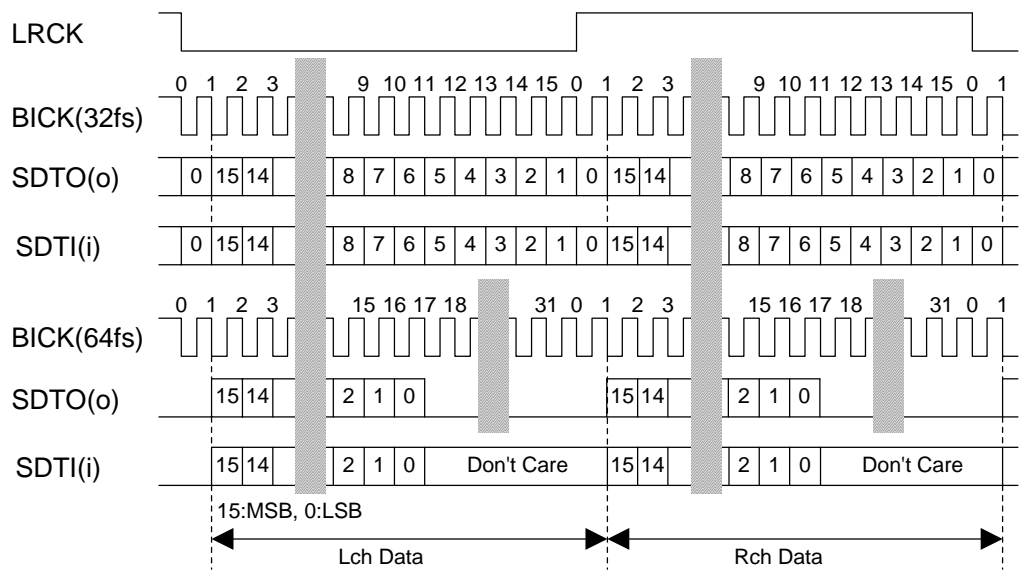 LRCK
0 1 2 3 9 10 11 12 13 14 15 0 1 2 3 9 10 11 12 13 14 15 0 1
BICK(32fs)
SDTO(o) 0 15 14 8 7 6 5 4 3 2 1 0 15 14 8 7 6 5 4 3 2 1 0
SDTI(i) 0 15 14 8 7 6 5 4 3 2 1 0 15 14 8 7 6 5 4 3 2 1 0
0 1 2 3 15 16 17 18 31 0 1 2 3 15 16 17 18 31 0 1
BICK(64fs)
SDTO(o) 15 14 2 1 0 15 14 2 1 0
SDTI(i) 15 14 2 1 0 Don't Care 15 14 2 1 0 Don't Care
15:MSB, 0:LSB
Lch Data Rch Data